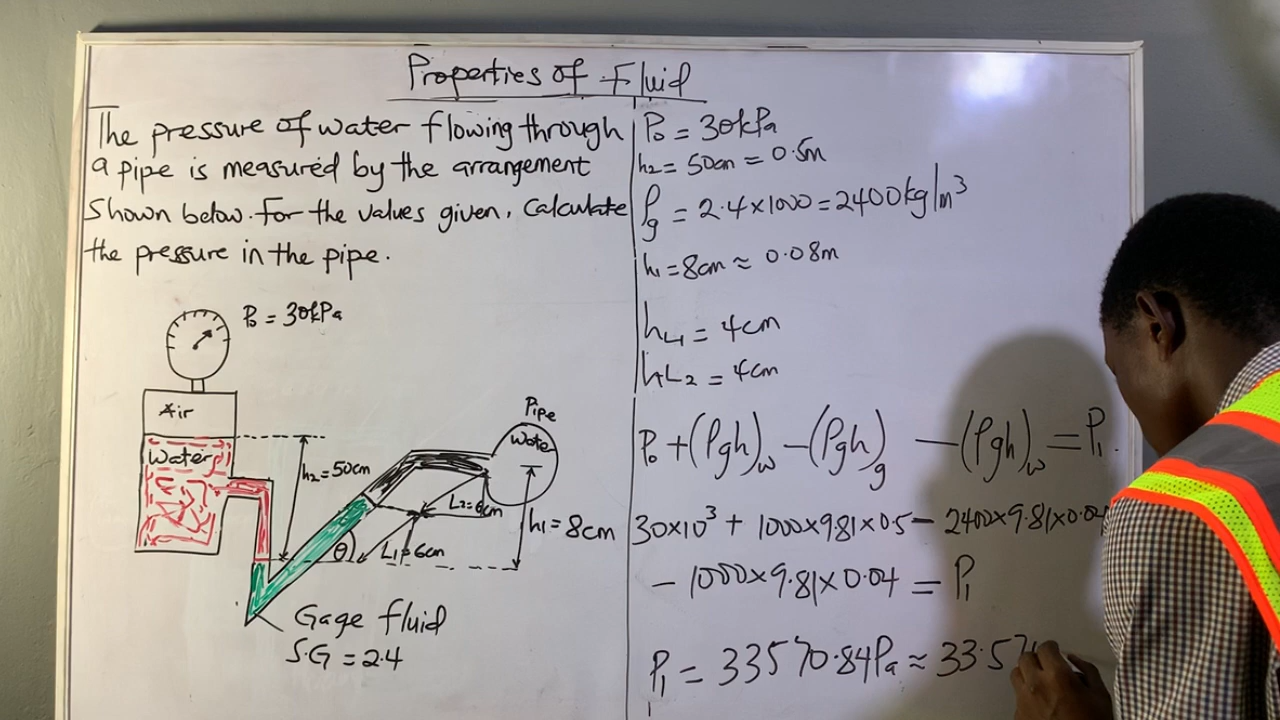 Properties of Fluid
The pressure of water flowing through
a pipe is measured by the arrangement
shown below. For the values given, calculate
the pressure in the pipe.
P₀ = 30kPa
Air
Water
h₂=50cm
Pipe
Water
L₂=6cm
h₁=8cm
θ
L₁=6cm
Gage fluid
S.G = 2.4
P₀ = 30kPa
h₂= 50cm = 0.5m
ρg = 2.4×1000 = 2400kg/m³
h₁=8cm ≈ 0.08m
hL₁ = 4cm
hL₂ = 4cm
P₀ + (ρgh)w − (ρgh)g − (ρgh)w = P₁.
30×10³ + 1000×9.81×0.5 − 2400×9.81×0.04
− 1000×9.81×0.04 = P₁
P₁ = 33570.84Pa ≈ 33.57